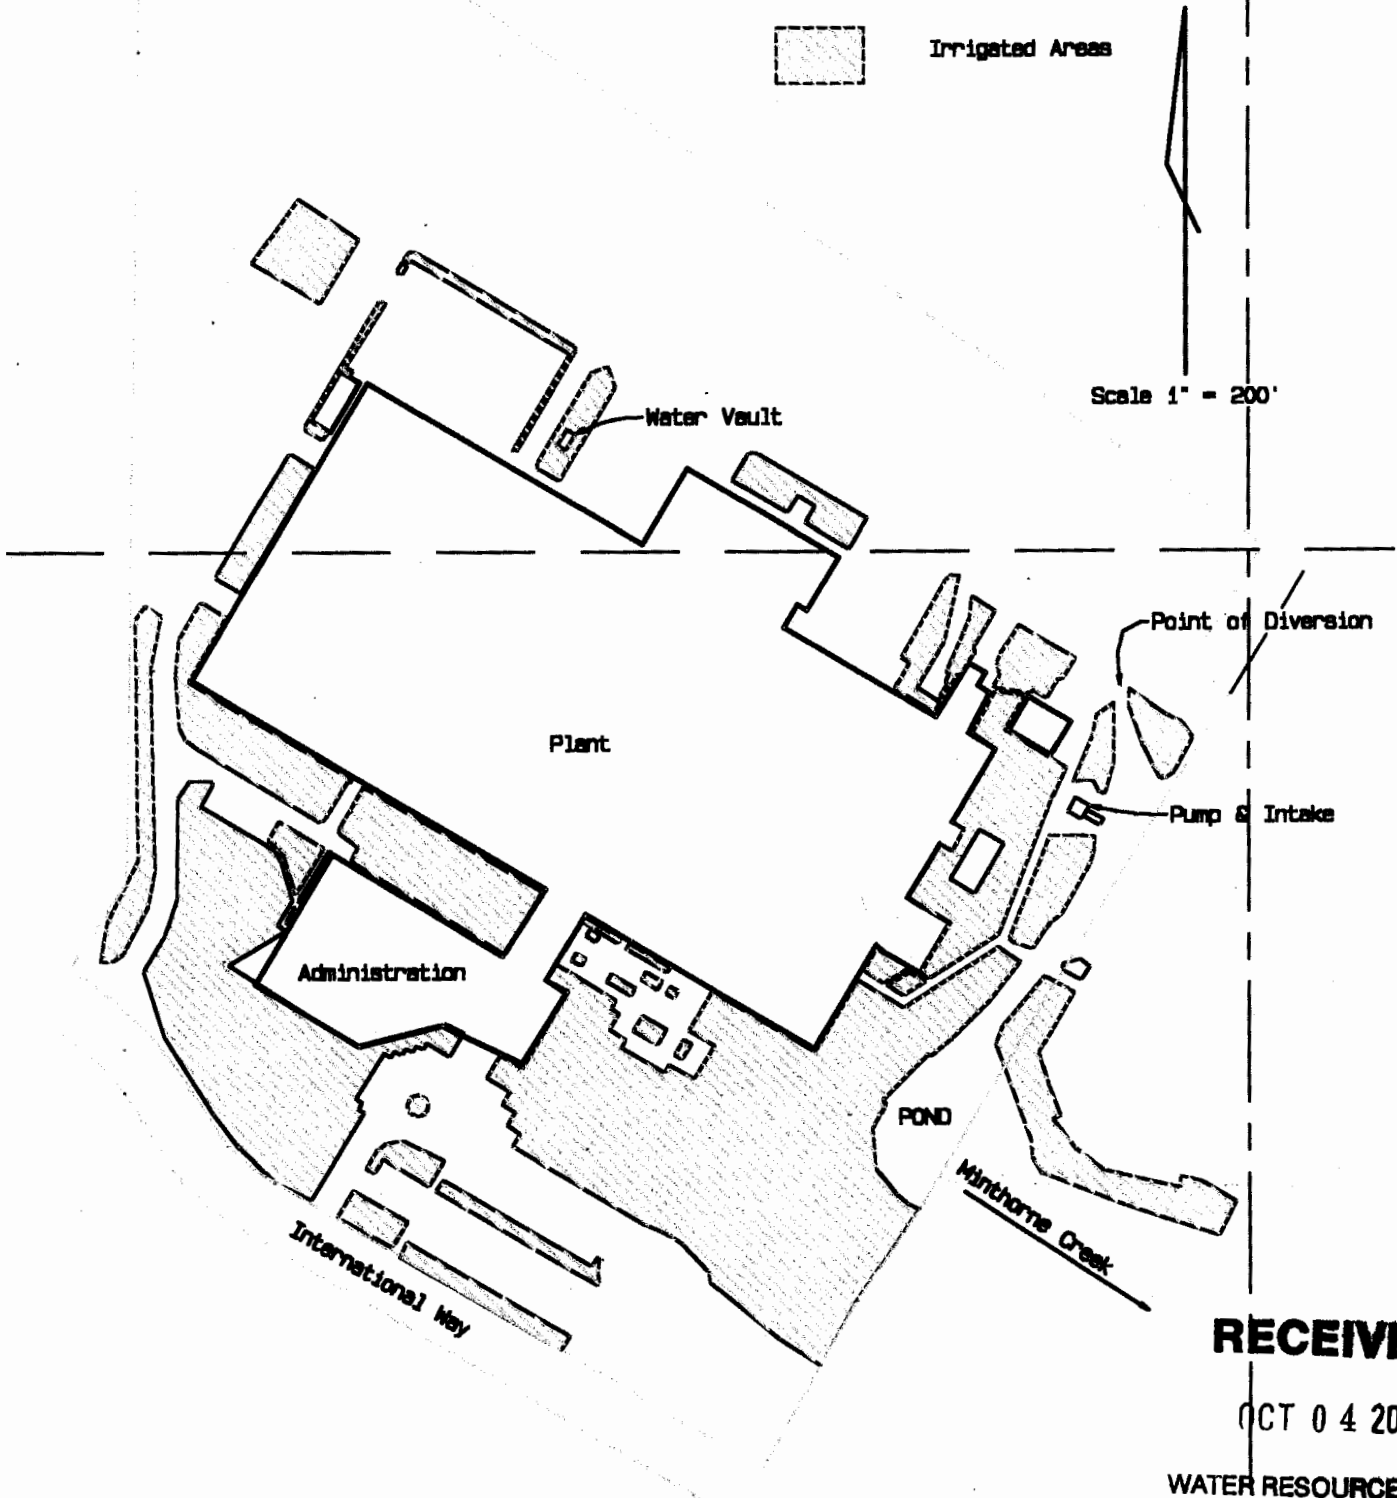 Irrigated Areas
Scale 1" = 200'
Water Vault
Point of Diversion
Plant
Pump & Intake
Administration
POND
Minthorne Creek
International Way
RECEIV
OCT 0 4 20
WATER RESOURCE